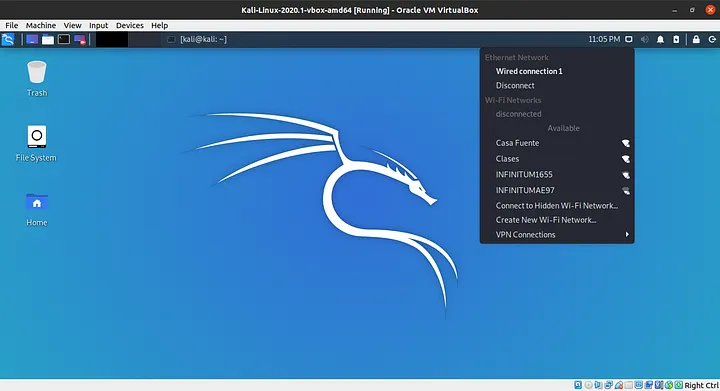 Kali-Linux-2020.1-vbox-amd64 [Running] - Oracle VM VirtualBox
File Machine View Input Devices Help
[kali@kali: ~] 11:05 PM
Ethernet Network
Wired connection 1
Disconnect
Wi-Fi Networks
disconnected
Available
Casa Fuente
Clases
INFINITUM1655
INFINITUMAE97
Connect to Hidden Wi-Fi Network...
Create New Wi-Fi Network...
VPN Connections
Trash
File System
Home
Right Ctrl